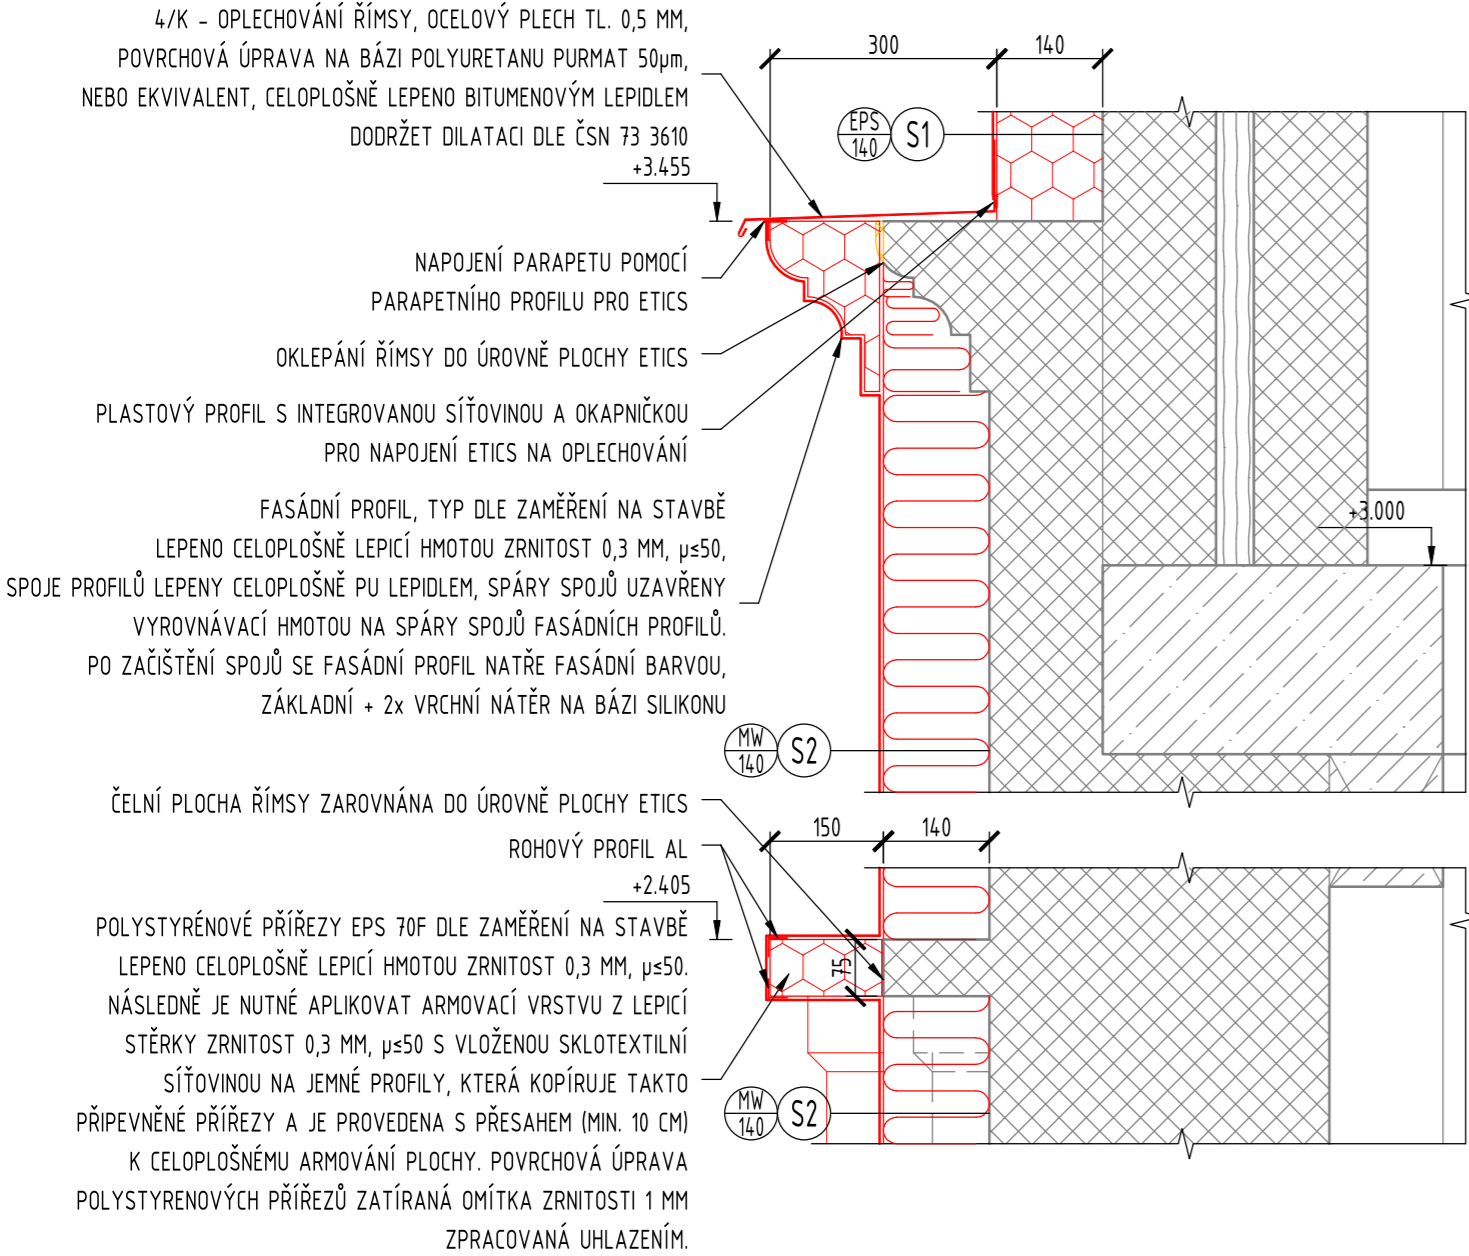 4/K - OPLECHOVÁNÍ ŘÍMSY, OCELOVÝ PLECH TL. 0,5 MM,
POVRCHOVÁ ÚPRAVA NA BÁZI POLYURETANU PURMAT 50µm,
NEBO EKVIVALENT, CELOPLOŠNĚ LEPENO BITUMENOVÝM LEPIDLEM
DODRŽET DILATACI DLE ČSN 73 3610
+3.455
300
140
EPS
140
S1
NAPOJENÍ PARAPETU POMOCÍ
PARAPETNÍHO PROFILU PRO ETICS
OKLEPÁNÍ ŘÍMSY DO ÚROVNĚ PLOCHY ETICS
PLASTOVÝ PROFIL S INTEGROVANOU SÍŤOVINOU A OKAPNIČKOU
PRO NAPOJENÍ ETICS NA OPLECHOVÁNÍ
FASÁDNÍ PROFIL, TYP DLE ZAMĚŘENÍ NA STAVBĚ
LEPENO CELOPLOŠNĚ LEPICÍ HMOTOU ZRNITOST 0,3 MM, µ≤50,
SPOJE PROFILŮ LEPENY CELOPLOŠNĚ PU LEPIDLEM, SPÁRY SPOJŮ UZAVŘENY
VYROVNÁVACÍ HMOTOU NA SPÁRY SPOJŮ FASÁDNÍCH PROFILŮ.
PO ZAČIŠTĚNÍ SPOJŮ SE FASÁDNÍ PROFIL NATŘE FASÁDNÍ BARVOU,
ZÁKLADNÍ + 2x VRCHNÍ NÁTĚR NA BÁZI SILIKONU
+3.000
MW
140
S2
ČELNÍ PLOCHA ŘÍMSY ZAROVNÁNA DO ÚROVNĚ PLOCHY ETICS
ROHOVÝ PROFIL AL
+2.405
150
140
75
POLYSTYRÉNOVÉ PŘÍŘEZY EPS 70F DLE ZAMĚŘENÍ NA STAVBĚ
LEPENO CELOPLOŠNĚ LEPICÍ HMOTOU ZRNITOST 0,3 MM, µ≤50.
NÁSLEDNĚ JE NUTNÉ APLIKOVAT ARMOVACÍ VRSTVU Z LEPICÍ
STĚRKY ZRNITOST 0,3 MM, µ≤50 S VLOŽENOU SKLOTEXTILNÍ
SÍŤOVINOU NA JEMNÉ PROFILY, KTERÁ KOPÍRUJE TAKTO
PŘIPEVNĚNÉ PŘÍŘEZY A JE PROVEDENA S PŘESAHEM (MIN. 10 CM)
K CELOPLOŠNÉMU ARMOVÁNÍ PLOCHY. POVRCHOVÁ ÚPRAVA
POLYSTYRENOVÝCH PŘÍŘEZŮ ZATÍRANÁ OMÍTKA ZRNITOSTI 1 MM
ZPRACOVANÁ UHLAZENÍM.
MW
140
S2